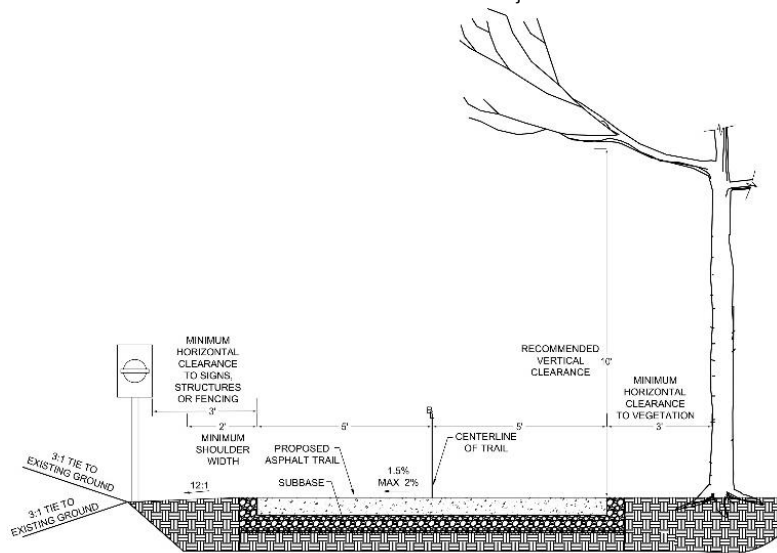 MINIMUM
HORIZONTAL
CLEARANCE
TO SIGNS,
STRUCTURES
OR FENCING
3'
2'
MINIMUM
SHOULDER
WIDTH
5'
5'
RECOMMENDED
VERTICAL
CLEARANCE
10'
MINIMUM
HORIZONTAL
CLEARANCE
TO VEGETATION
3'
CENTERLINE
OF TRAIL
PROPOSED
ASPHALT TRAIL
SUBBASE
1.5%
MAX 2%
12:1
3:1 TIE TO
EXISTING GROUND
3:1 TIE TO
EXISTING GROUND